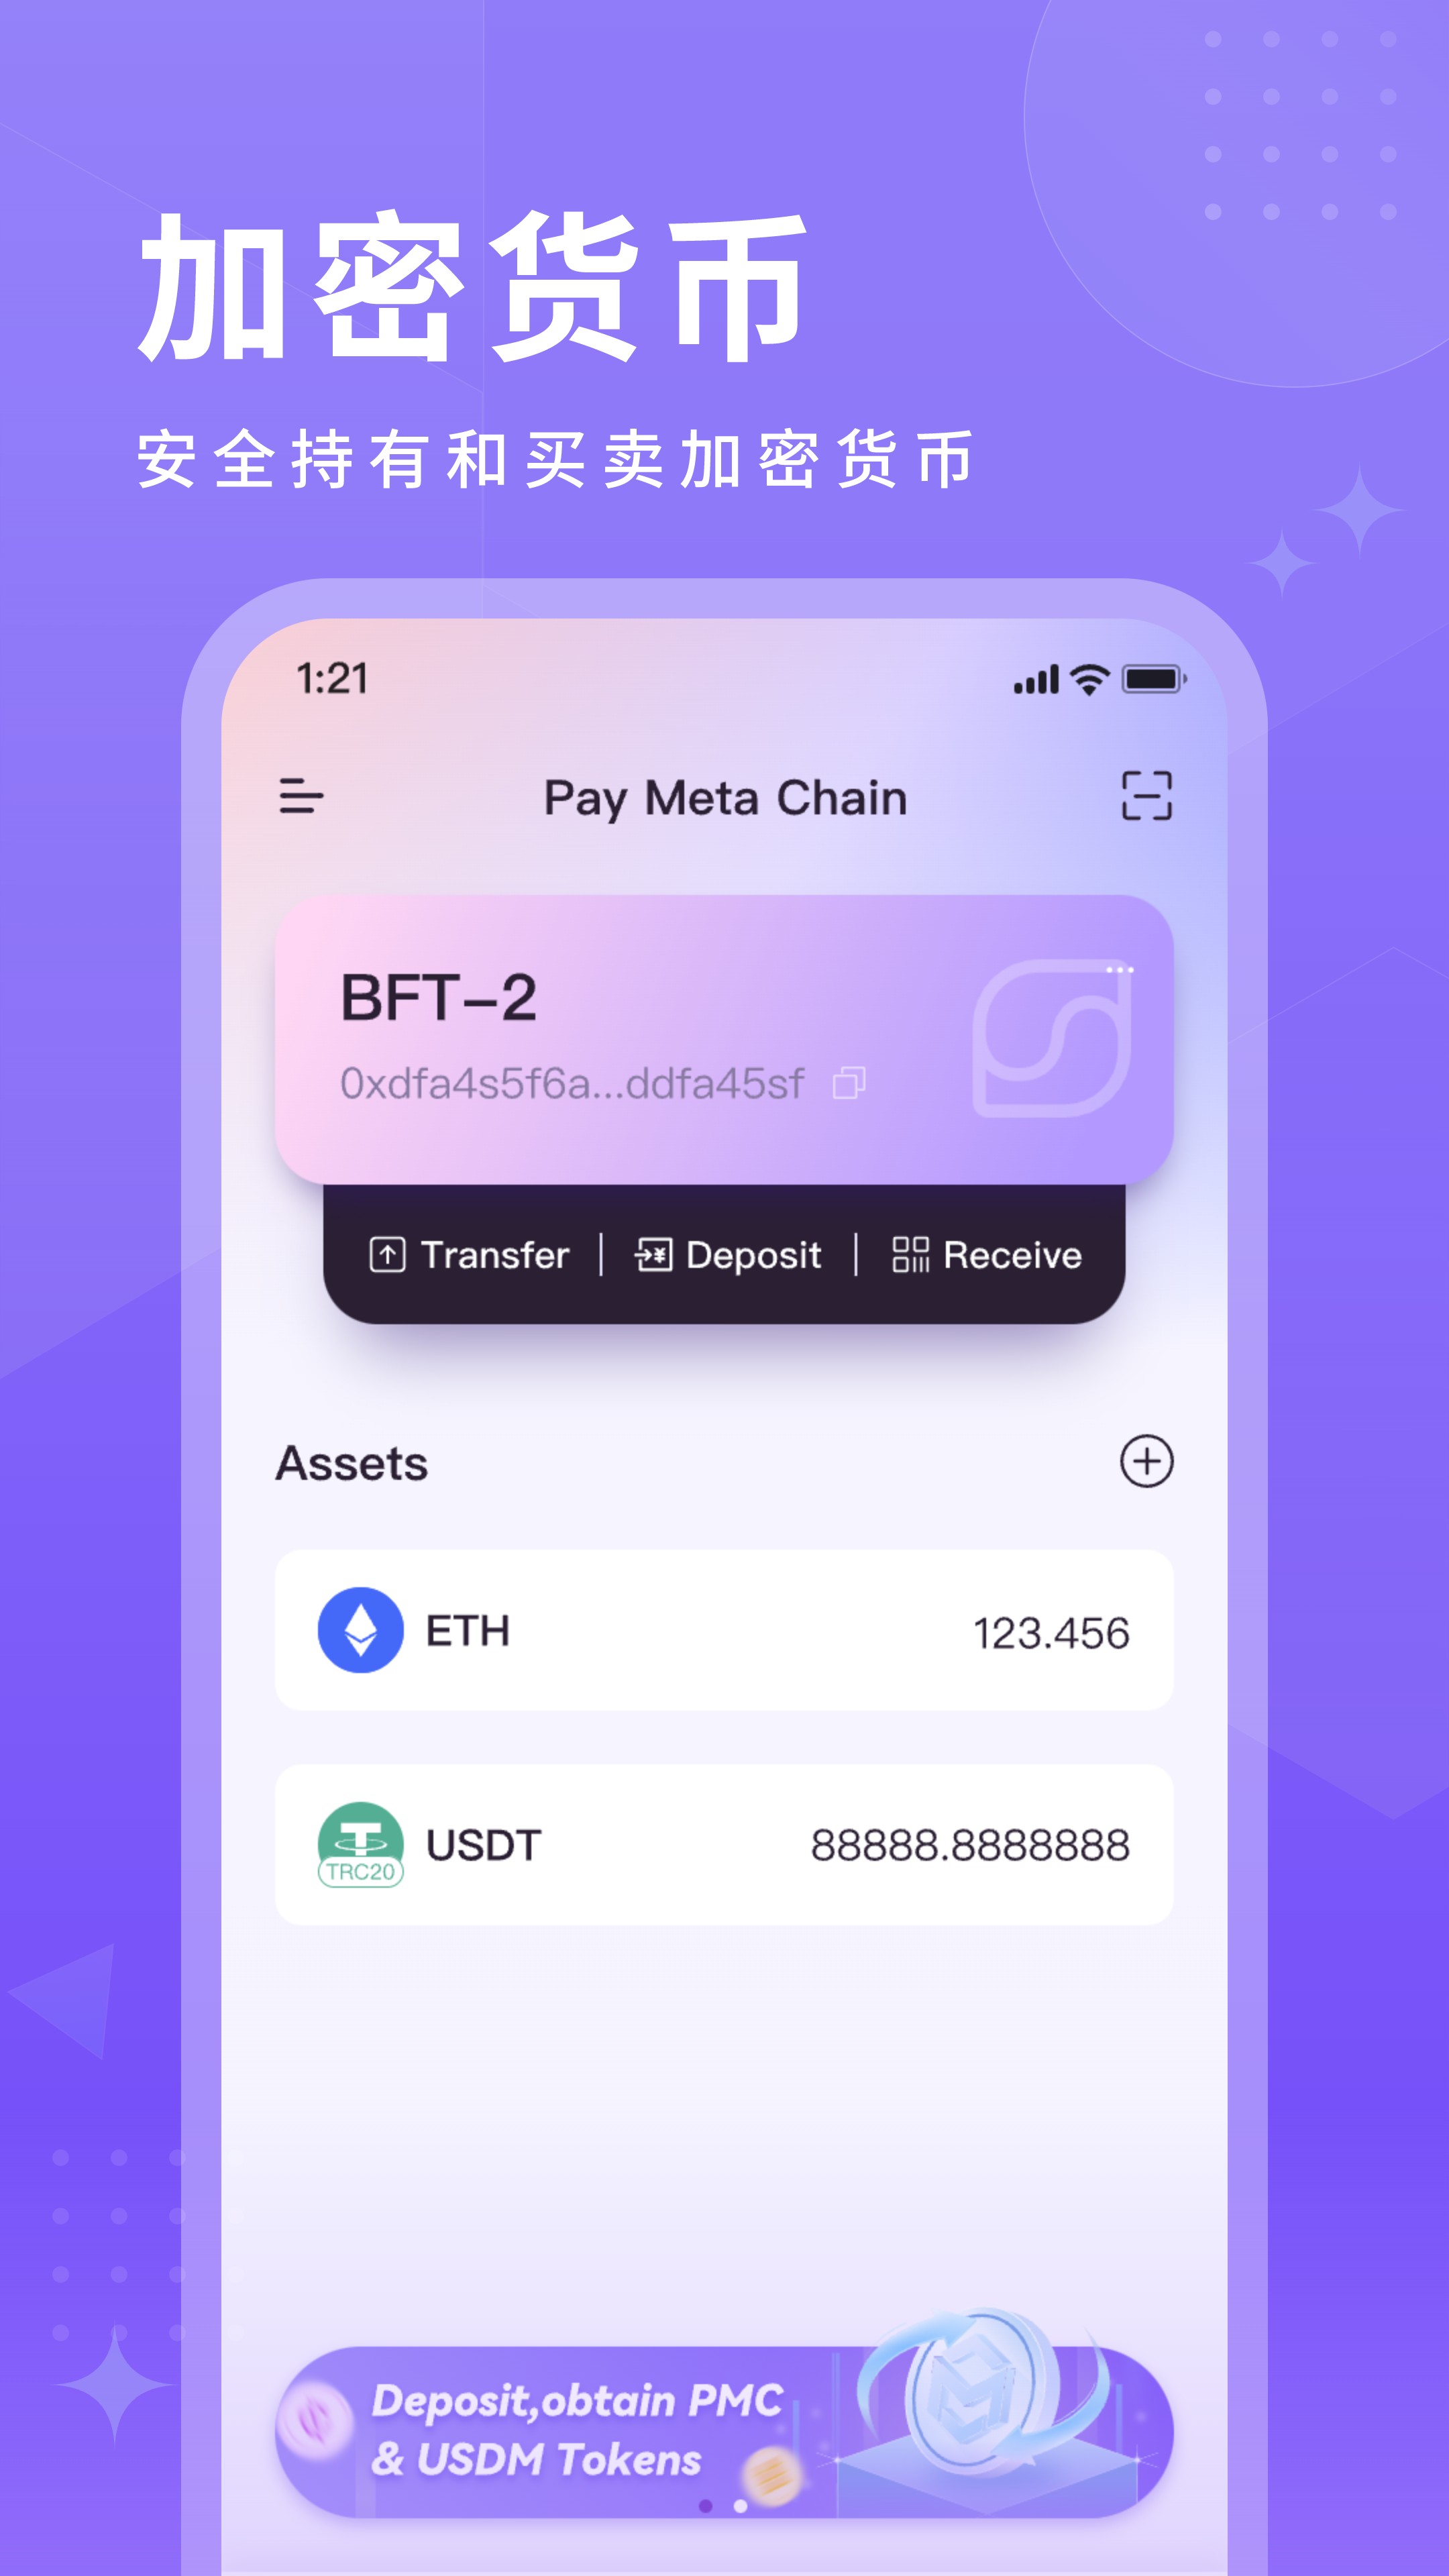 加密货币
安全持有和买卖加密货币
1:21
Pay Meta Chain
BFT-2
0xdfa4s5f6a...ddfa45sf
Transfer | Deposit | Receive
Assets
ETH 123.456
TRC20 USDT 88888.8888888
Deposit,obtain PMC
& USDM Tokens